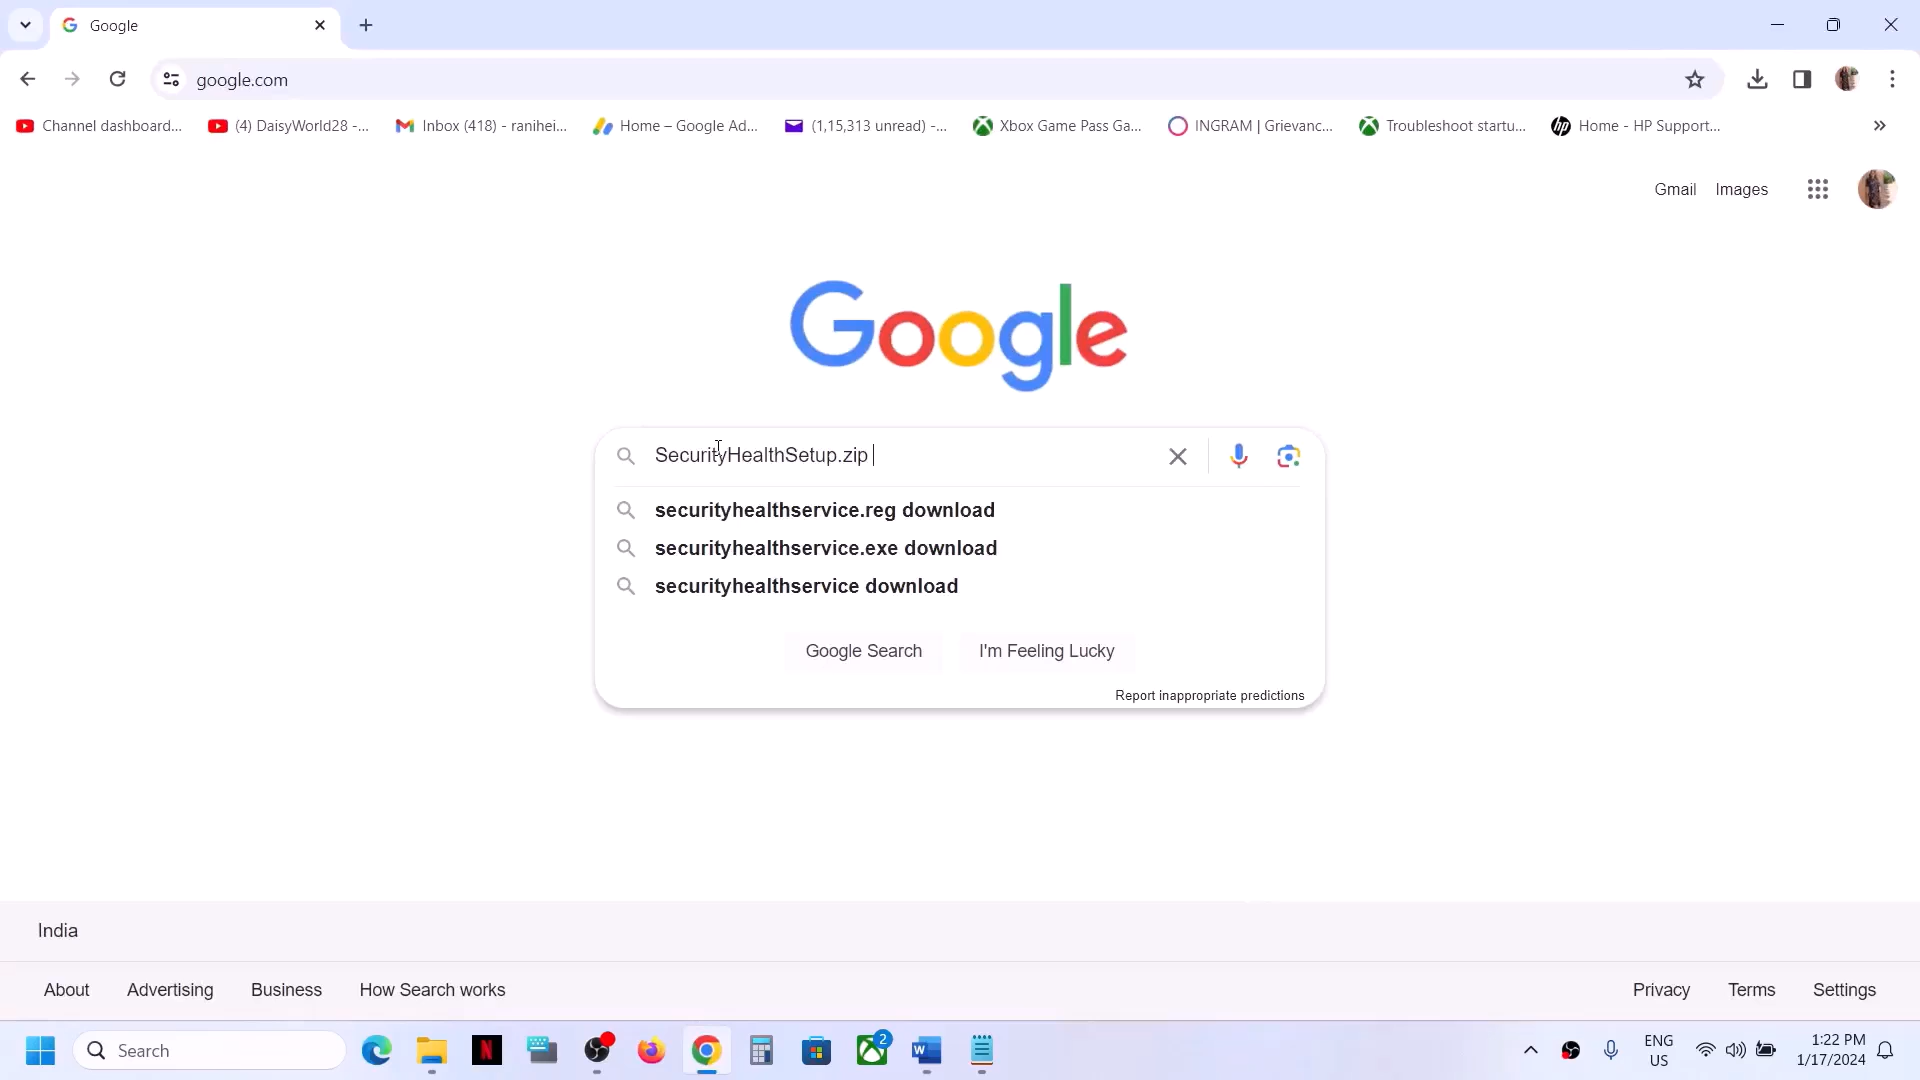 Google
google.com
Channel dashboard...
(4) DaisyWorld28 -...
Inbox (418) - ranihei...
Home – Google Ad...
(1,15,313 unread) -...
Xbox Game Pass Ga...
INGRAM | Grievanc...
Troubleshoot startu...
Home - HP Support...
Gmail Images
Google
SecurityHealthSetup.zip
securityhealthservice.reg download
securityhealthservice.exe download
securityhealthservice download
Google Search I'm Feeling Lucky
Report inappropriate predictions
India
About Advertising Business How Search works Privacy Terms Settings
Search
2
ENG
US
1:22 PM
1/17/2024